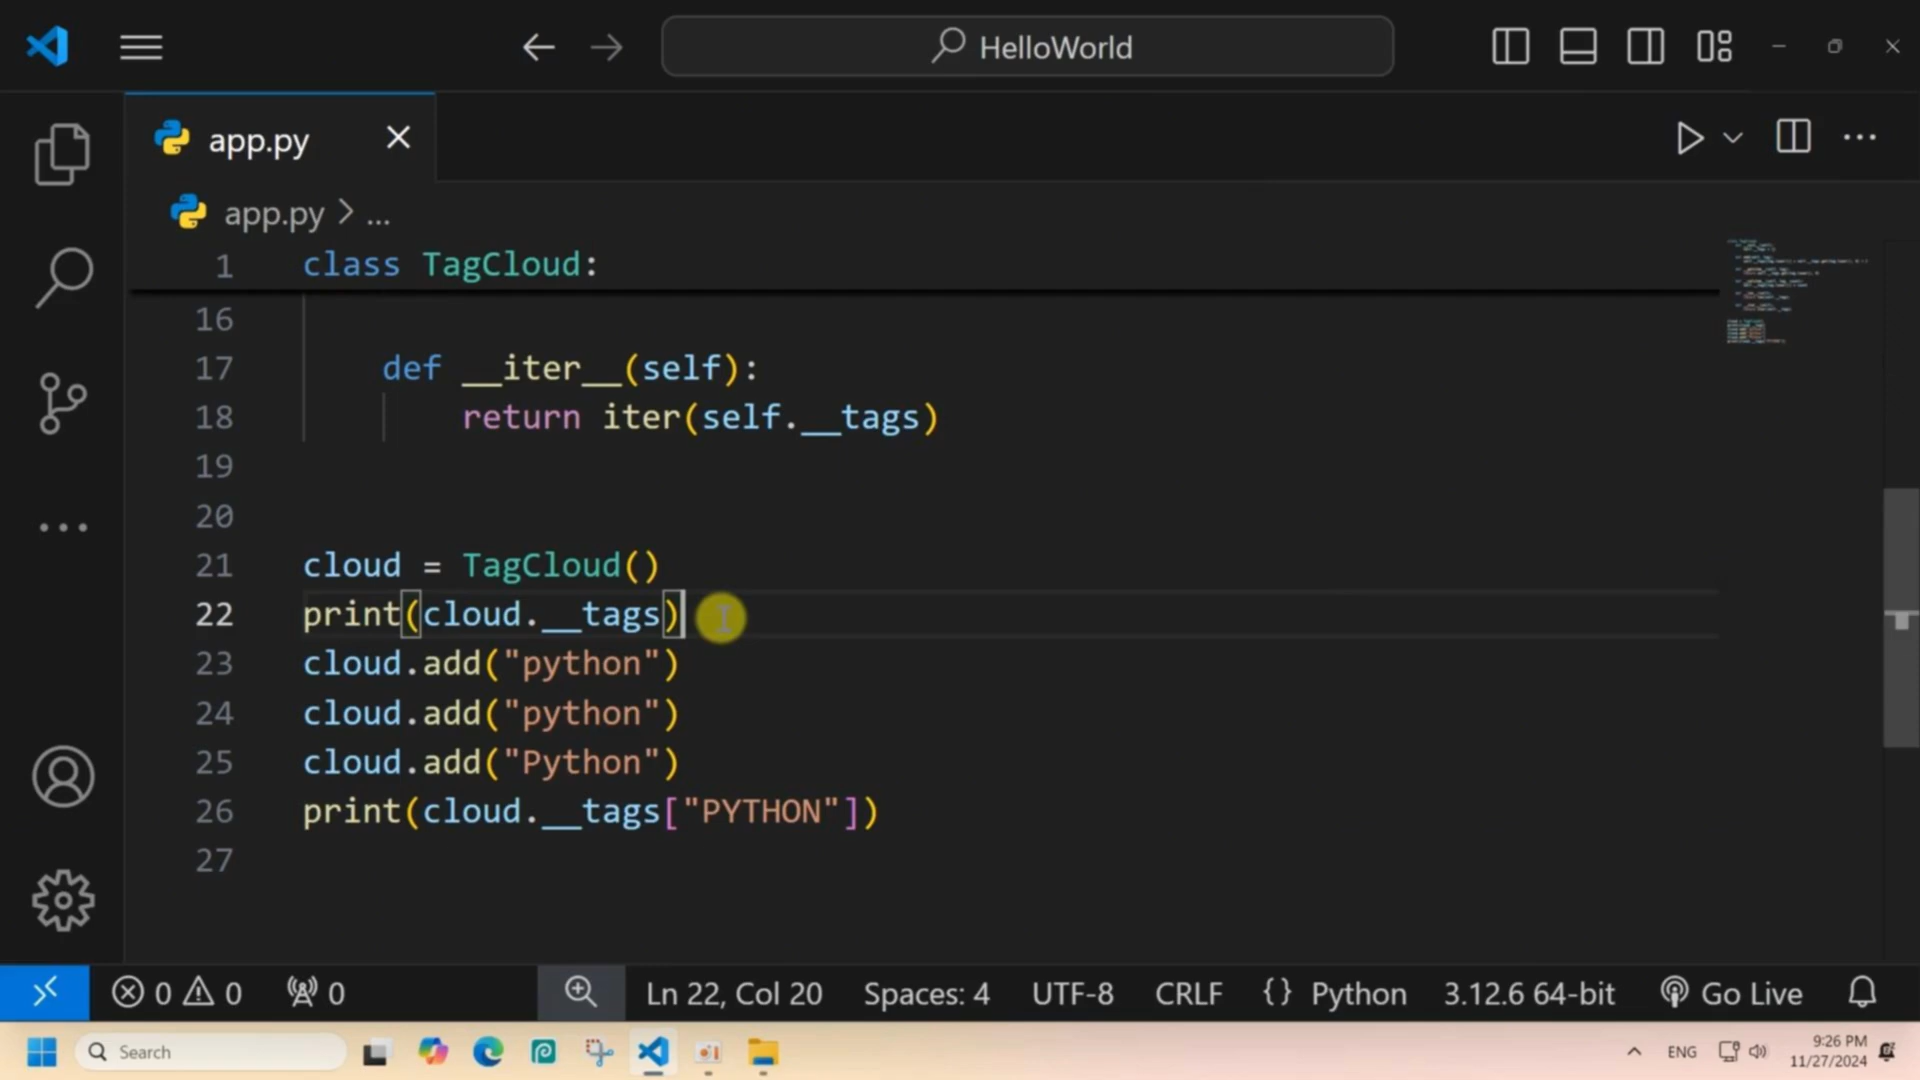 HelloWorld
app.py
app.py > ...
1 class TagCloud:
16
17 def __iter__(self):
18 return iter(self.__tags)
19
20
21 cloud = TagCloud()
22 print(cloud.__tags)
23 cloud.add("python")
24 cloud.add("python")
25 cloud.add("Python")
26 print(cloud.__tags["PYTHON"])
27
0 0 0 Ln 22, Col 20 Spaces: 4 UTF-8 CRLF {} Python 3.12.6 64-bit Go Live
Search ENG 9:26 PM
11/27/2024